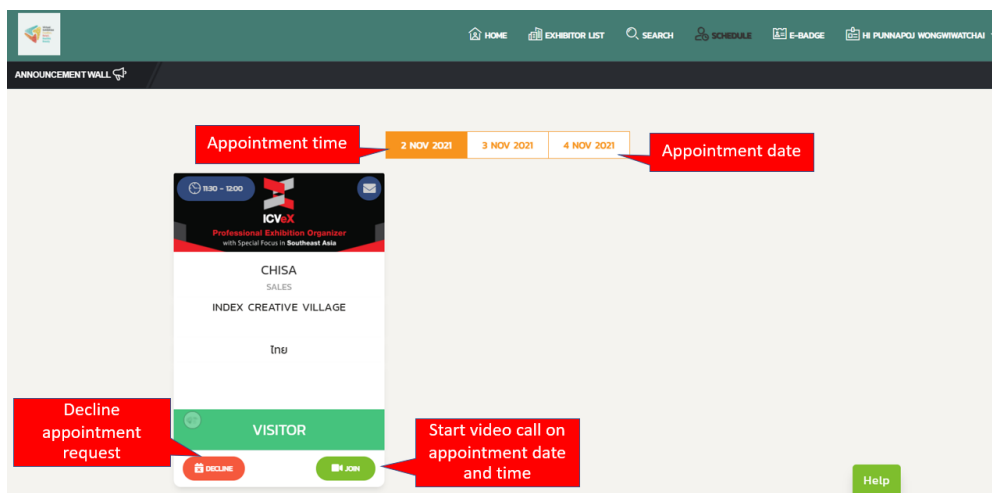 HOME
EXHIBITOR LIST
SEARCH
SCHEDULE
E-BADGE
HI PUNNAPOJ WONGWIWATCHAI
ANNOUNCEMENT WALL
Appointment time
2 NOV 2021
3 NOV 2021
4 NOV 2021
Appointment date
11:30 - 12:00
ICVeX
Professional Exhibition Organizer
with Special Focus in Southeast Asia
CHISA
SALES
INDEX CREATIVE VILLAGE
ไทย
Decline
appointment
request
VISITOR
Start video call on
appointment date
and time
DECLINE
JOIN
Help